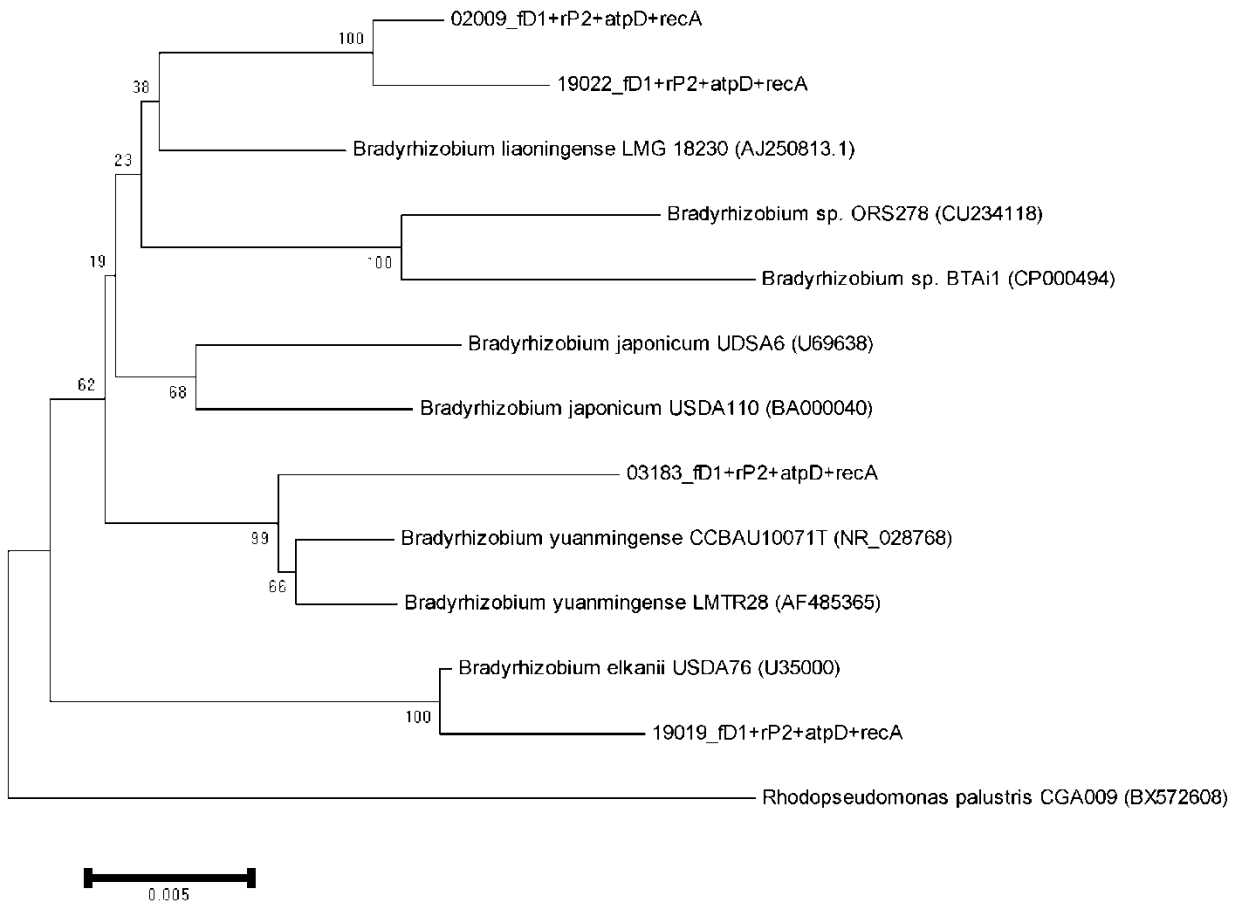 02009_fD1+rP2+atpD+recA
100
19022_fD1+rP2+atpD+recA
38
Bradyrhizobium liaoningense LMG 18230 (AJ250813.1)
23
Bradyrhizobium sp. ORS278 (CU234118)
100
Bradyrhizobium sp. BTAi1 (CP000494)
19
Bradyrhizobium japonicum UDSA6 (U69638)
62
68
Bradyrhizobium japonicum USDA110 (BA000040)
03183_fD1+rP2+atpD+recA
99
Bradyrhizobium yuanmingense CCBAU10071T (NR_028768)
66
Bradyrhizobium yuanmingense LMTR28 (AF485365)
Bradyrhizobium elkanii USDA76 (U35000)
100
19019_fD1+rP2+atpD+recA
Rhodopseudomonas palustris CGA009 (BX572608)
0.005